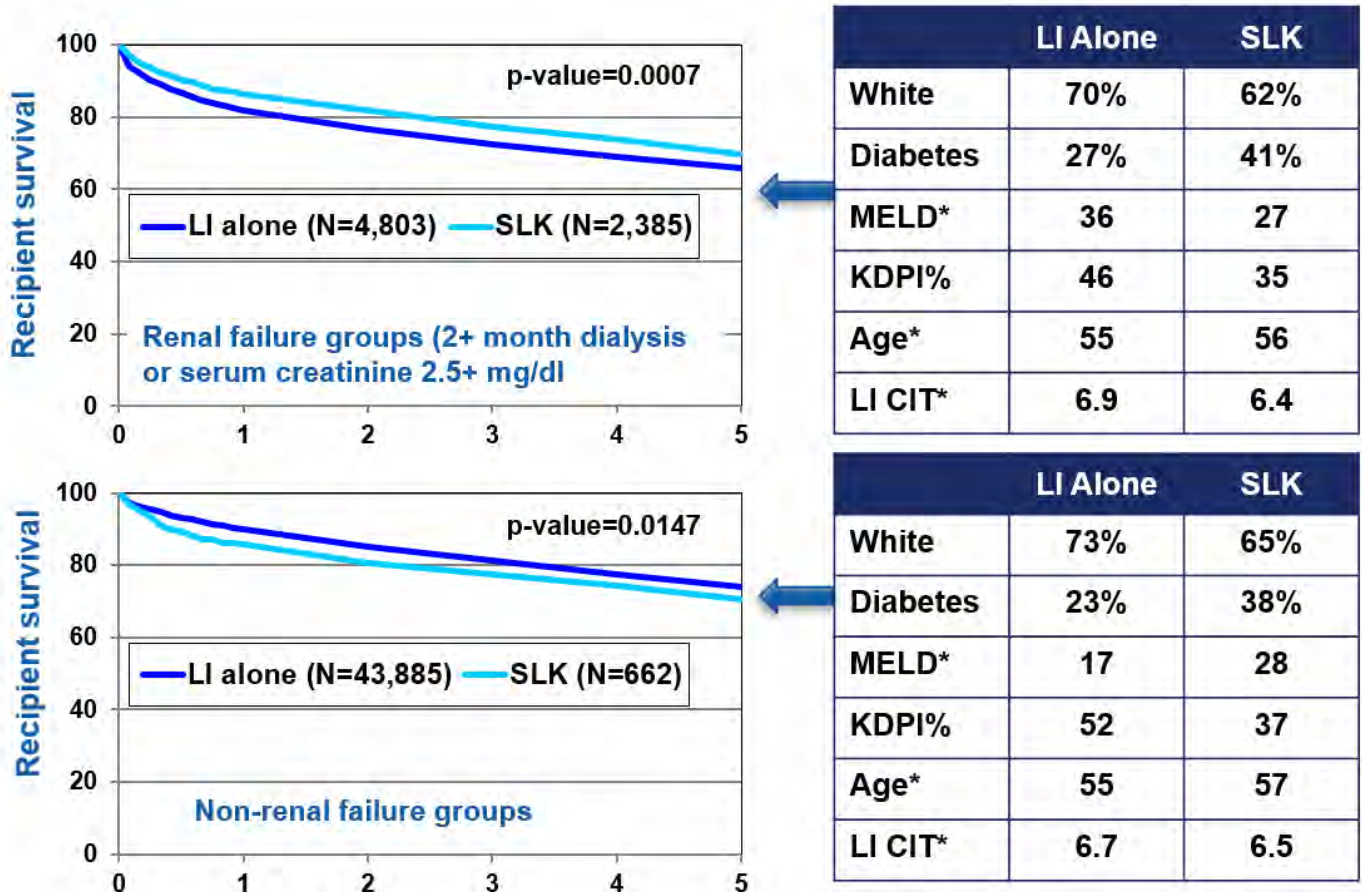 Recipient survival
100
80
60
40
20
0
p-value=0.0007
LI alone (N=4,803) SLK (N=2,385)
Renal failure groups (2+ month dialysis
or serum creatinine 2.5+ mg/dl
0 1 2 3 4 5
LI Alone SLK
White 70% 62%
Diabetes 27% 41%
MELD* 36 27
KDPI% 46 35
Age* 55 56
LI CIT* 6.9 6.4
Recipient survival
100
80
60
40
20
0
p-value=0.0147
LI alone (N=43,885) SLK (N=662)
Non-renal failure groups
0 1 2 3 4 5
LI Alone SLK
White 73% 65%
Diabetes 23% 38%
MELD* 17 28
KDPI% 52 37
Age* 55 57
LI CIT* 6.7 6.5